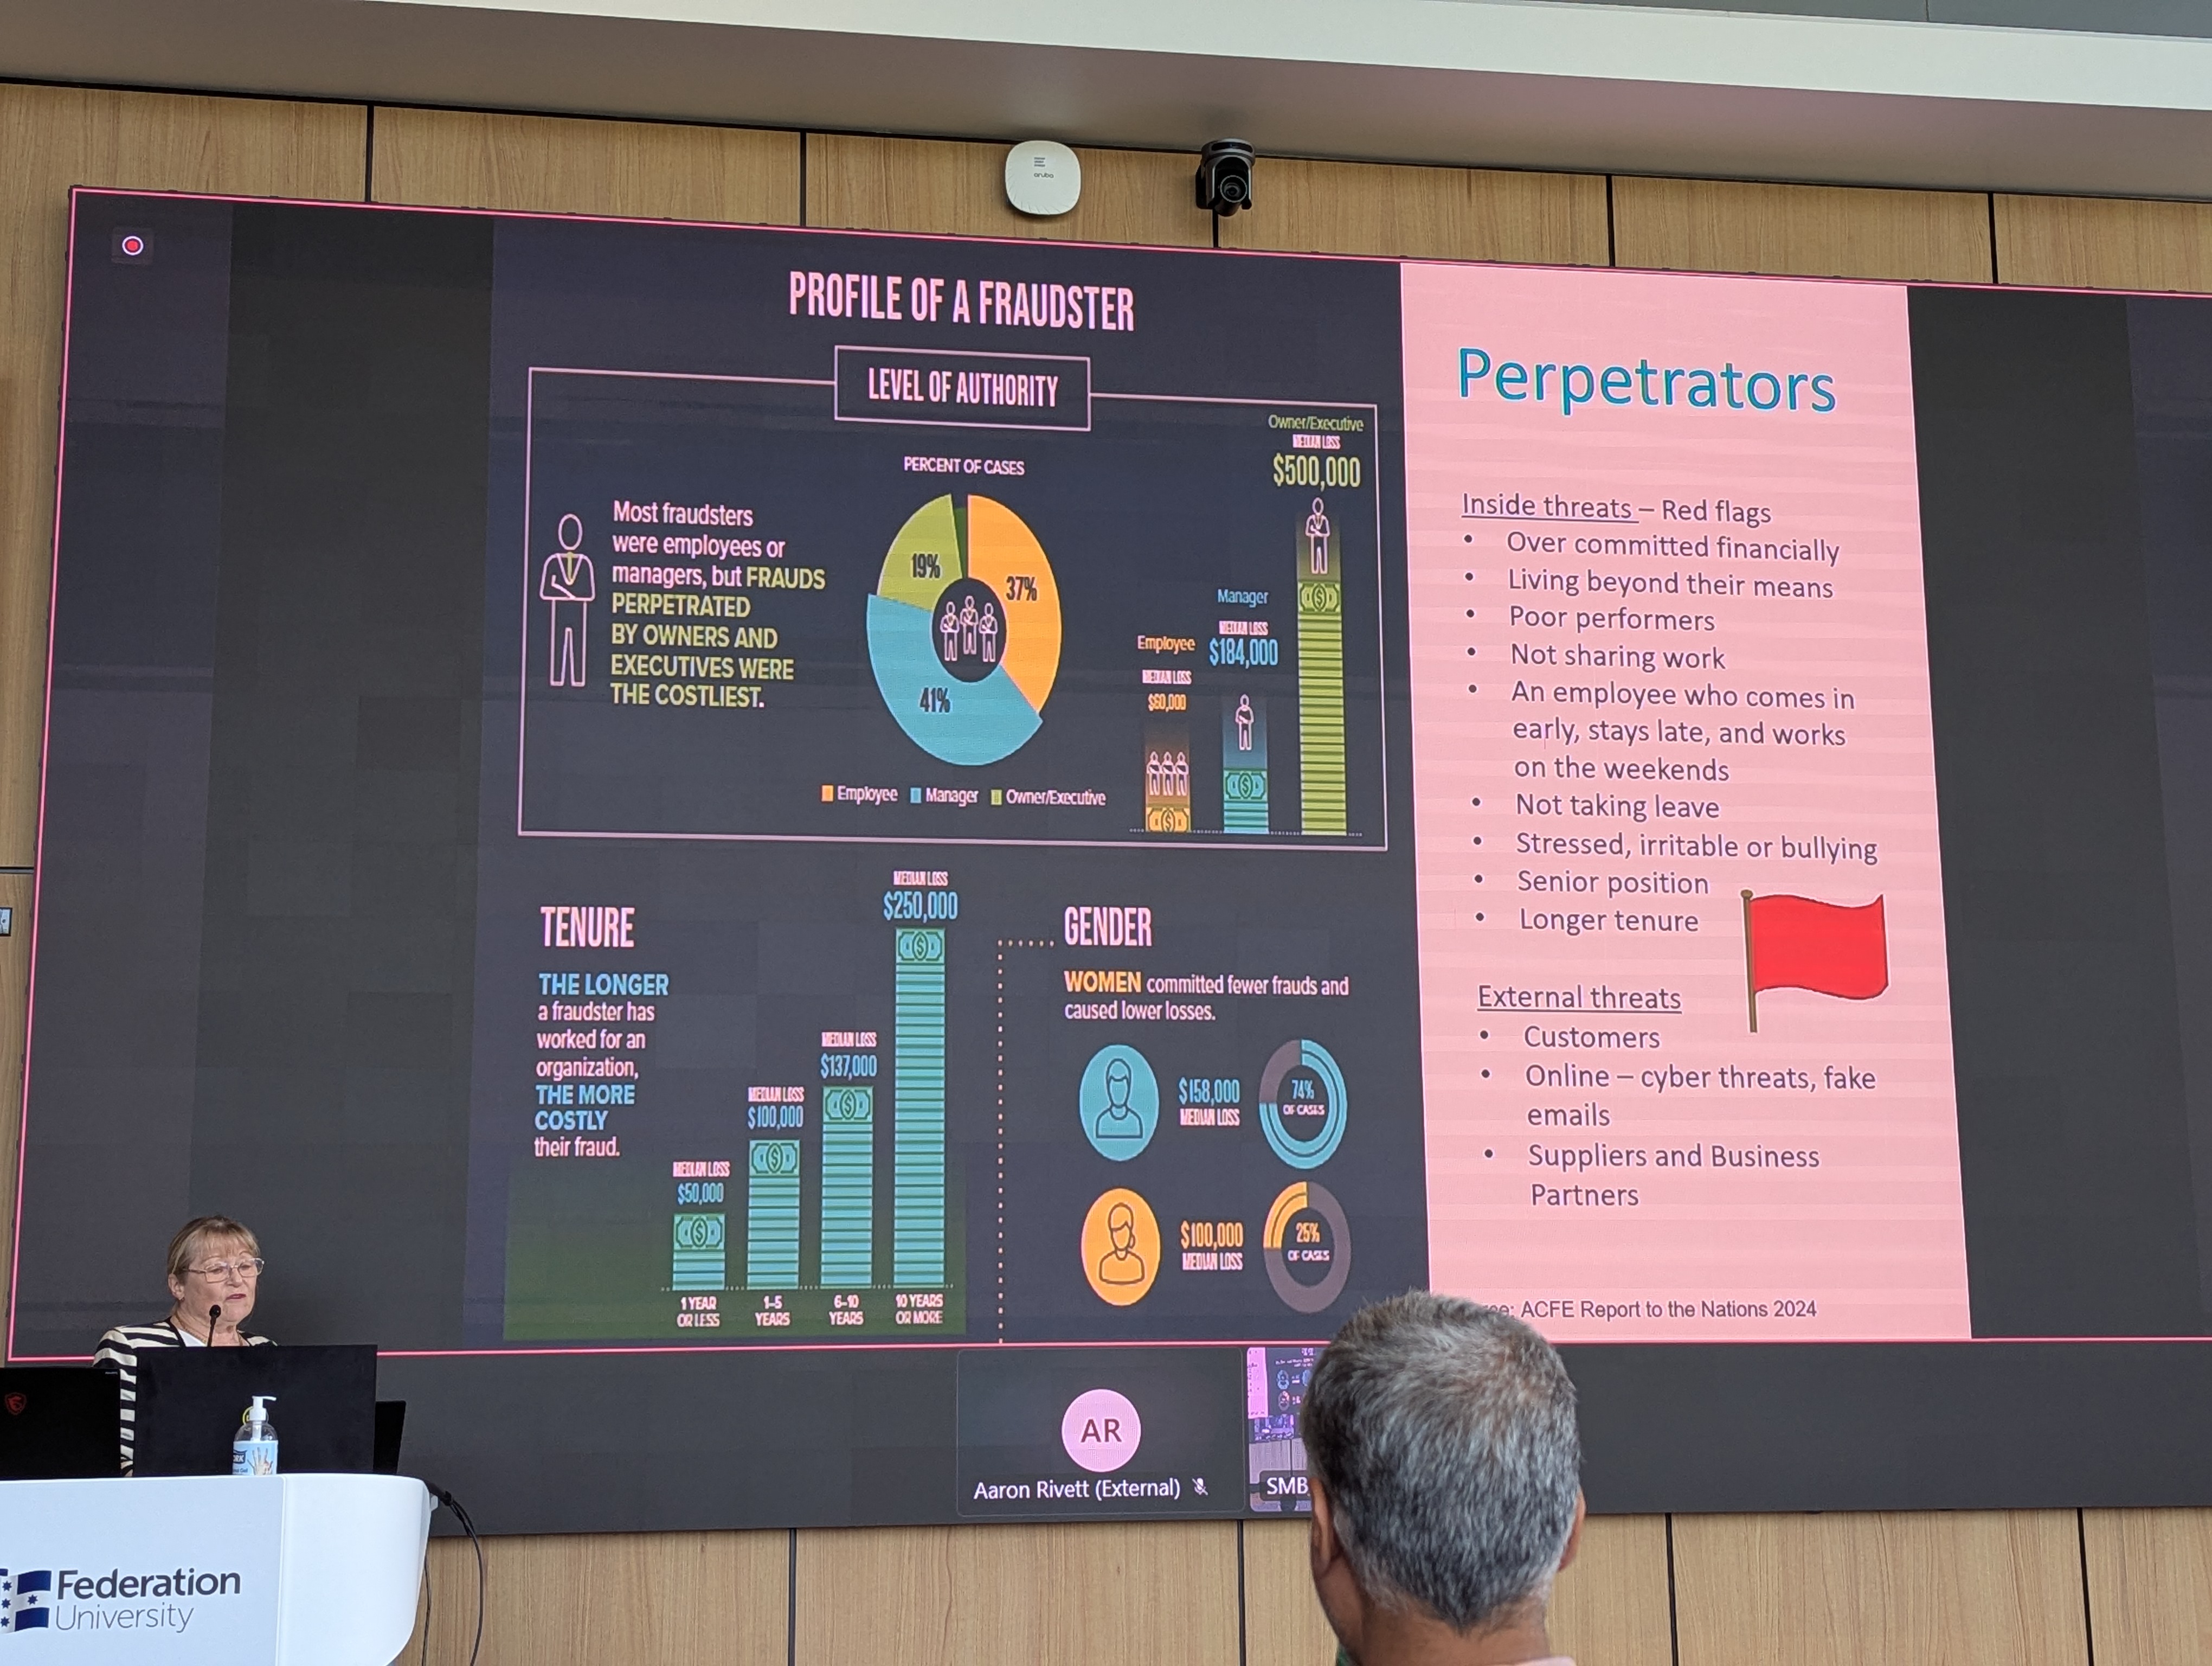 aruba
PROFILE OF A FRAUDSTER
LEVEL OF AUTHORITY
Most fraudsters
were employees or
managers, but FRAUDS
PERPETRATED
BY OWNERS AND
EXECUTIVES WERE
THE COSTLIEST.
PERCENT OF CASES
19%
37%
41%
Employee
Manager
Owner/Executive
Employee
MEDIAN LOSS
$60,000
Manager
MEDIAN LOSS
$184,000
Owner/Executive
MEDIAN LOSS
$500,000
TENURE
THE LONGER
a fraudster has
worked for an
organization,
THE MORE
COSTLY
their fraud.
MEDIAN LOSS
$50,000
1 YEAR
OR LESS
MEDIAN LOSS
$100,000
1–5
YEARS
MEDIAN LOSS
$137,000
6–10
YEARS
MEDIAN LOSS
$250,000
10 YEARS
OR MORE
GENDER
WOMEN committed fewer frauds and
caused lower losses.
$158,000
MEDIAN LOSS
74%
OF CASES
$100,000
MEDIAN LOSS
25%
OF CASES
Perpetrators
Inside threats – Red flags
• Over committed financially
• Living beyond their means
• Poor performers
• Not sharing work
• An employee who comes in
early, stays late, and works
on the weekends
• Not taking leave
• Stressed, irritable or bullying
• Senior position
• Longer tenure
External threats
• Customers
• Online – cyber threats, fake
emails
• Suppliers and Business
Partners
ACFE Report to the Nations 2024
AR
Aaron Rivett (External)
SMB
Federation
University